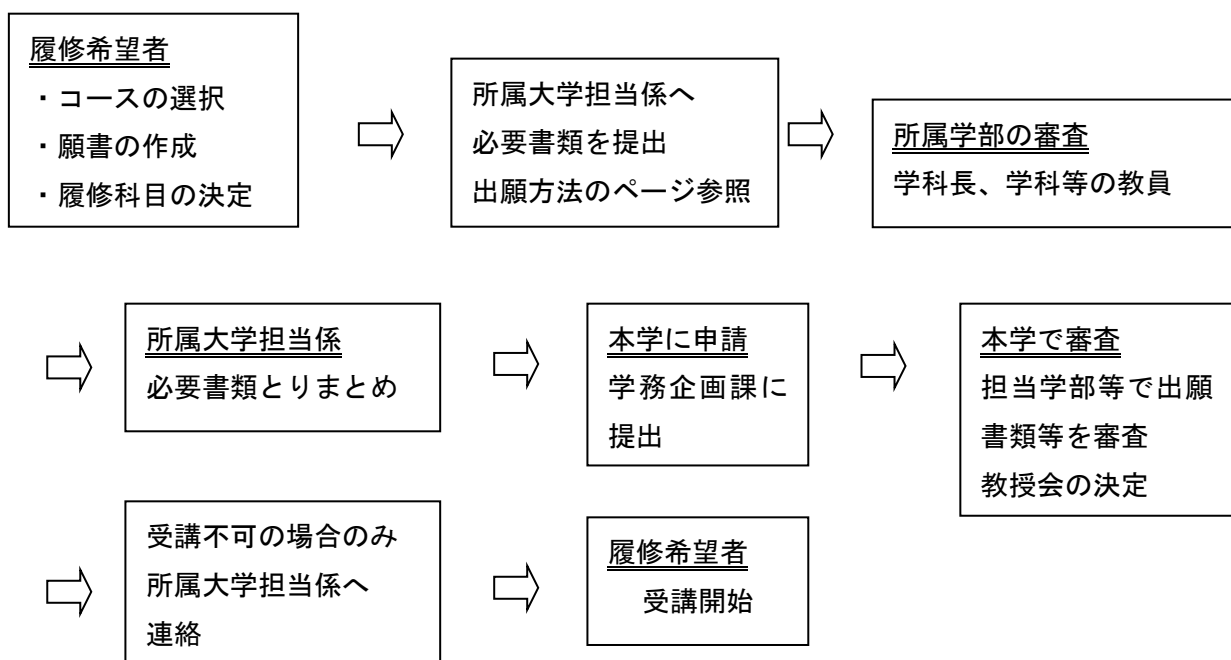 履修希望者
・コースの選択
・願書の作成
・履修科目の決定
所属大学担当係へ
必要書類を提出
出願方法のページ参照
所属学部の審査
学科長、学科等の教員
所属大学担当係
必要書類とりまとめ
本学に申請
学務企画課に
提出
本学で審査
担当学部等で出願
書類等を審査
教授会の決定
受講不可の場合のみ
所属大学担当係へ
連絡
履修希望者
受講開始